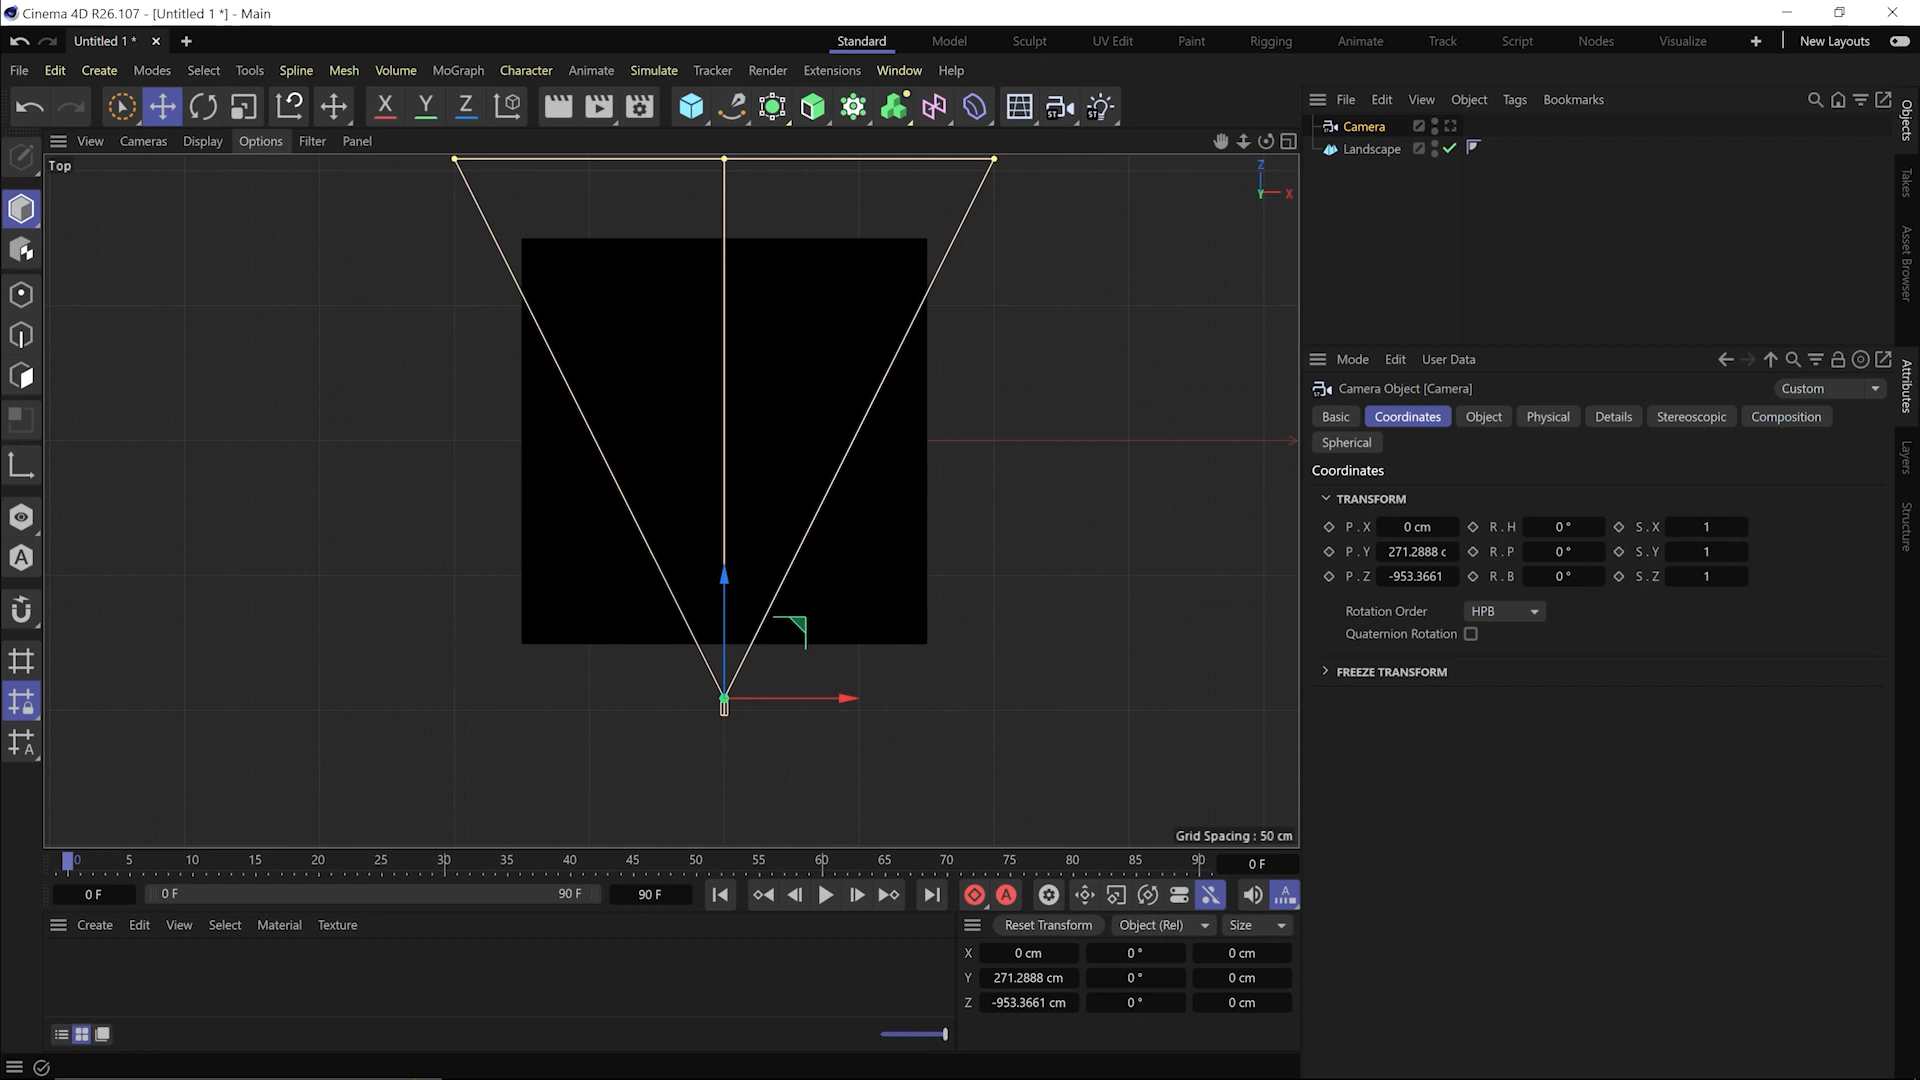 Cinema 4D R26.107 - [Untitled 1 *] - Main
Untitled 1 *
Standard Model Sculpt UV Edit Paint Rigging Animate Track Script Nodes Visualize New Layouts
File Edit Create Modes Select Tools Spline Mesh Volume MoGraph Character Animate Simulate Tracker Render Extensions Window Help
X Y Z
File Edit View Object Tags Bookmarks
View Cameras Display Options Filter Panel
Camera
Landscape
Top
Z
Y X
Objects
Takes
Asset Browser
Attributes
Layers
Structure
Mode Edit User Data
Camera Object [Camera]
Custom
Basic Coordinates Object Physical Details Stereoscopic Composition
Spherical
Coordinates
TRANSFORM
P . X 0 cm R . H 0 ° S . X 1
P . Y 271.2888 c R . P 0 ° S . Y 1
P . Z -953.3661 R . B 0 ° S . Z 1
Rotation Order HPB
Quaternion Rotation
FREEZE TRANSFORM
Grid Spacing : 50 cm
0 5 10 15 20 25 30 35 40 45 50 55 60 65 70 75 80 85 90 0 F
0 F 0 F 90 F 90 F
Create Edit View Select Material Texture
Reset Transform Object (Rel) Size
X 0 cm 0 ° 0 cm
Y 271.2888 cm 0 ° 0 cm
Z -953.3661 cm 0 ° 0 cm